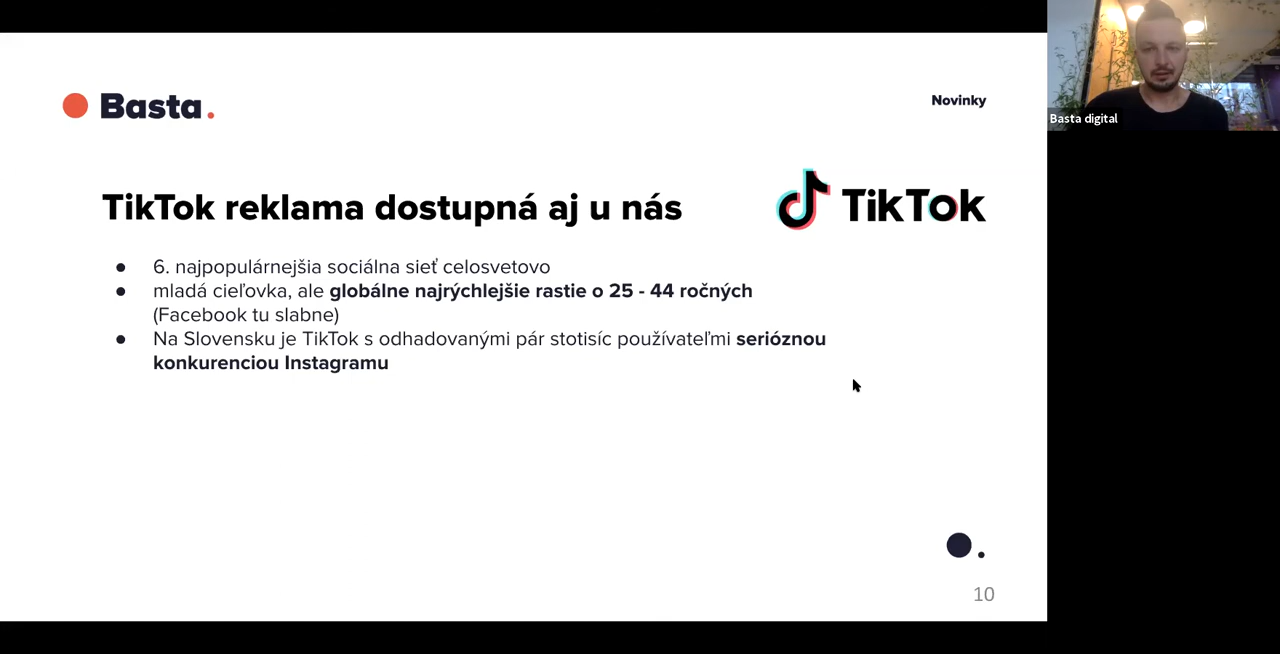 Basta.
Novinky
Basta digital
TikTok reklama dostupná aj u nás
TikTok
● 6. najpopulárnejšia sociálna sieť celosvetovo
● mladá cieľovka, ale globálne najrýchlejšie rastie o 25 - 44 ročných
(Facebook tu slabne)
● Na Slovensku je TikTok s odhadovanými pár stotisíc používateľmi serióznou
konkurenciou Instagramu
10